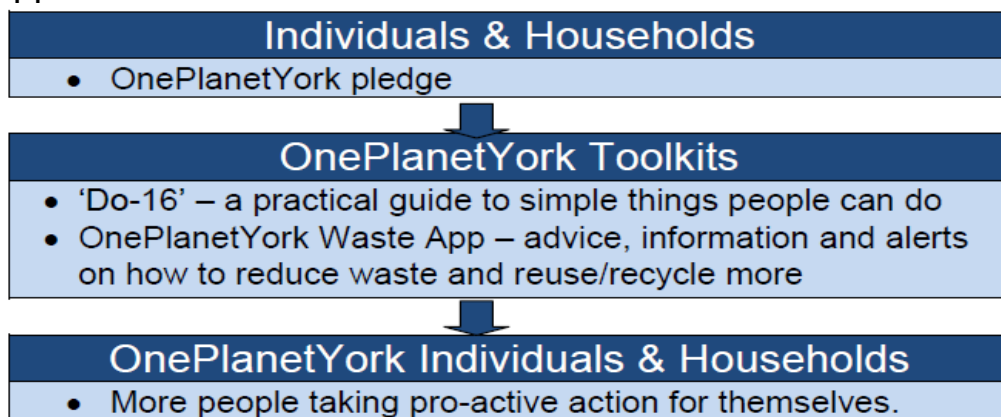 Individuals & Households
• OnePlanetYork pledge
OnePlanetYork Toolkits
• ‘Do-16’ – a practical guide to simple things people can do
• OnePlanetYork Waste App – advice, information and alerts
on how to reduce waste and reuse/recycle more
OnePlanetYork Individuals & Households
• More people taking pro-active action for themselves.